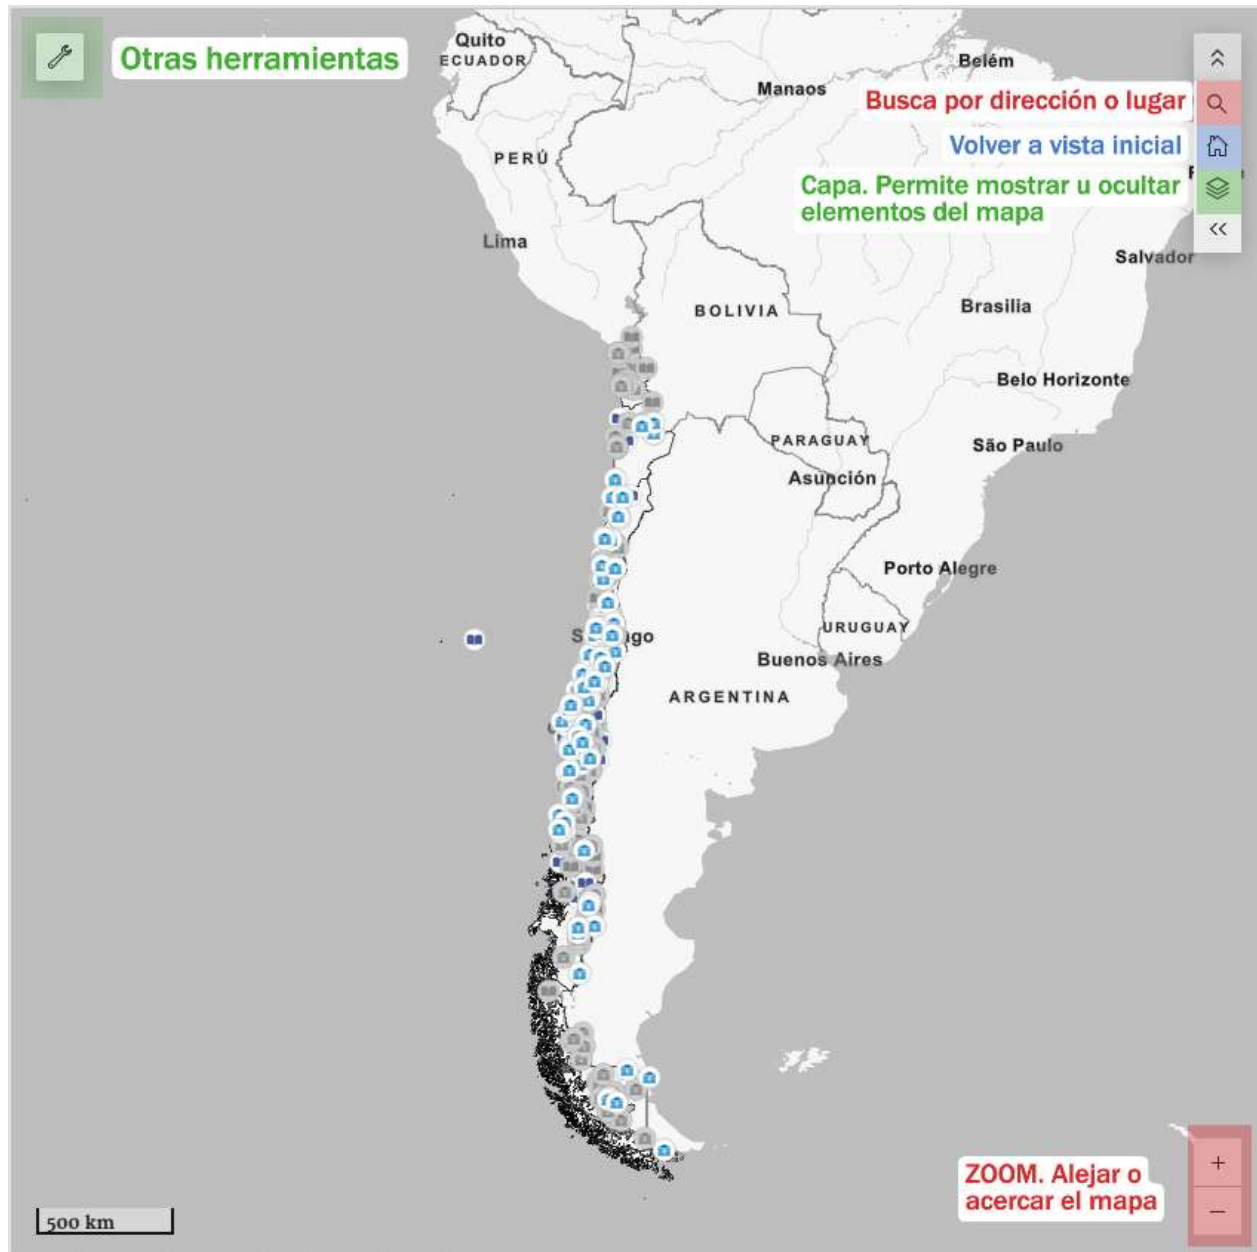 Otras herramientas
Quito
ECUADOR
Belém
Manaos
Busca por dirección o lugar
Volver a vista inicial
PERÚ
Capa. Permite mostrar u ocultar
elementos del mapa
Lima
Salvador
BOLIVIA
Brasilia
Belo Horizonte
PARAGUAY
São Paulo
Asunción
Porto Alegre
URUGUAY
Buenos Aires
ARGENTINA
ZOOM. Alejar o
acercar el mapa
500 km